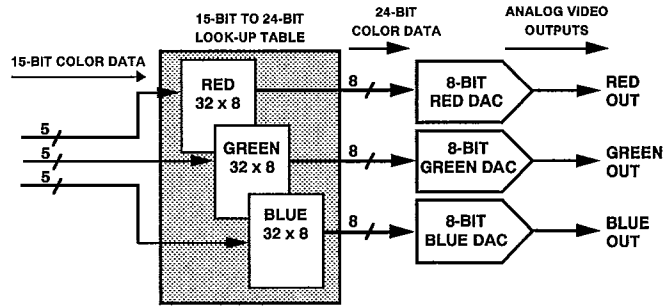 15-BIT TO 24-BIT
LOOK-UP TABLE
24-BIT
COLOR DATA
ANALOG VIDEO
OUTPUTS
15-BIT COLOR DATA
RED
32 x 8
8
8-BIT
RED DAC
RED
OUT
5
5
5
GREEN
32 x 8
8
8-BIT
GREEN DAC
GREEN
OUT
BLUE
32 x 8
8
8-BIT
BLUE DAC
BLUE
OUT